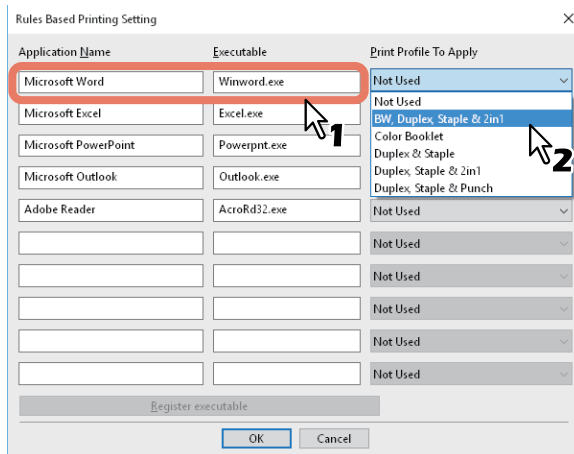 Rules Based Printing Setting
Application Name Executable Print Profile To Apply
Microsoft Word Winword.exe Not Used
Not Used
Microsoft Excel Excel.exe BW, Duplex, Staple & 2in1
1 Color Booklet 2
Microsoft PowerPoint Powerpnt.exe Duplex & Staple
Microsoft Outlook Outlook.exe Duplex, Staple & 2in1
Duplex, Staple & Punch
Adobe Reader AcroRd32.exe Not Used
Not Used
Not Used
Not Used
Not Used
Not Used
Register executable
OK Cancel